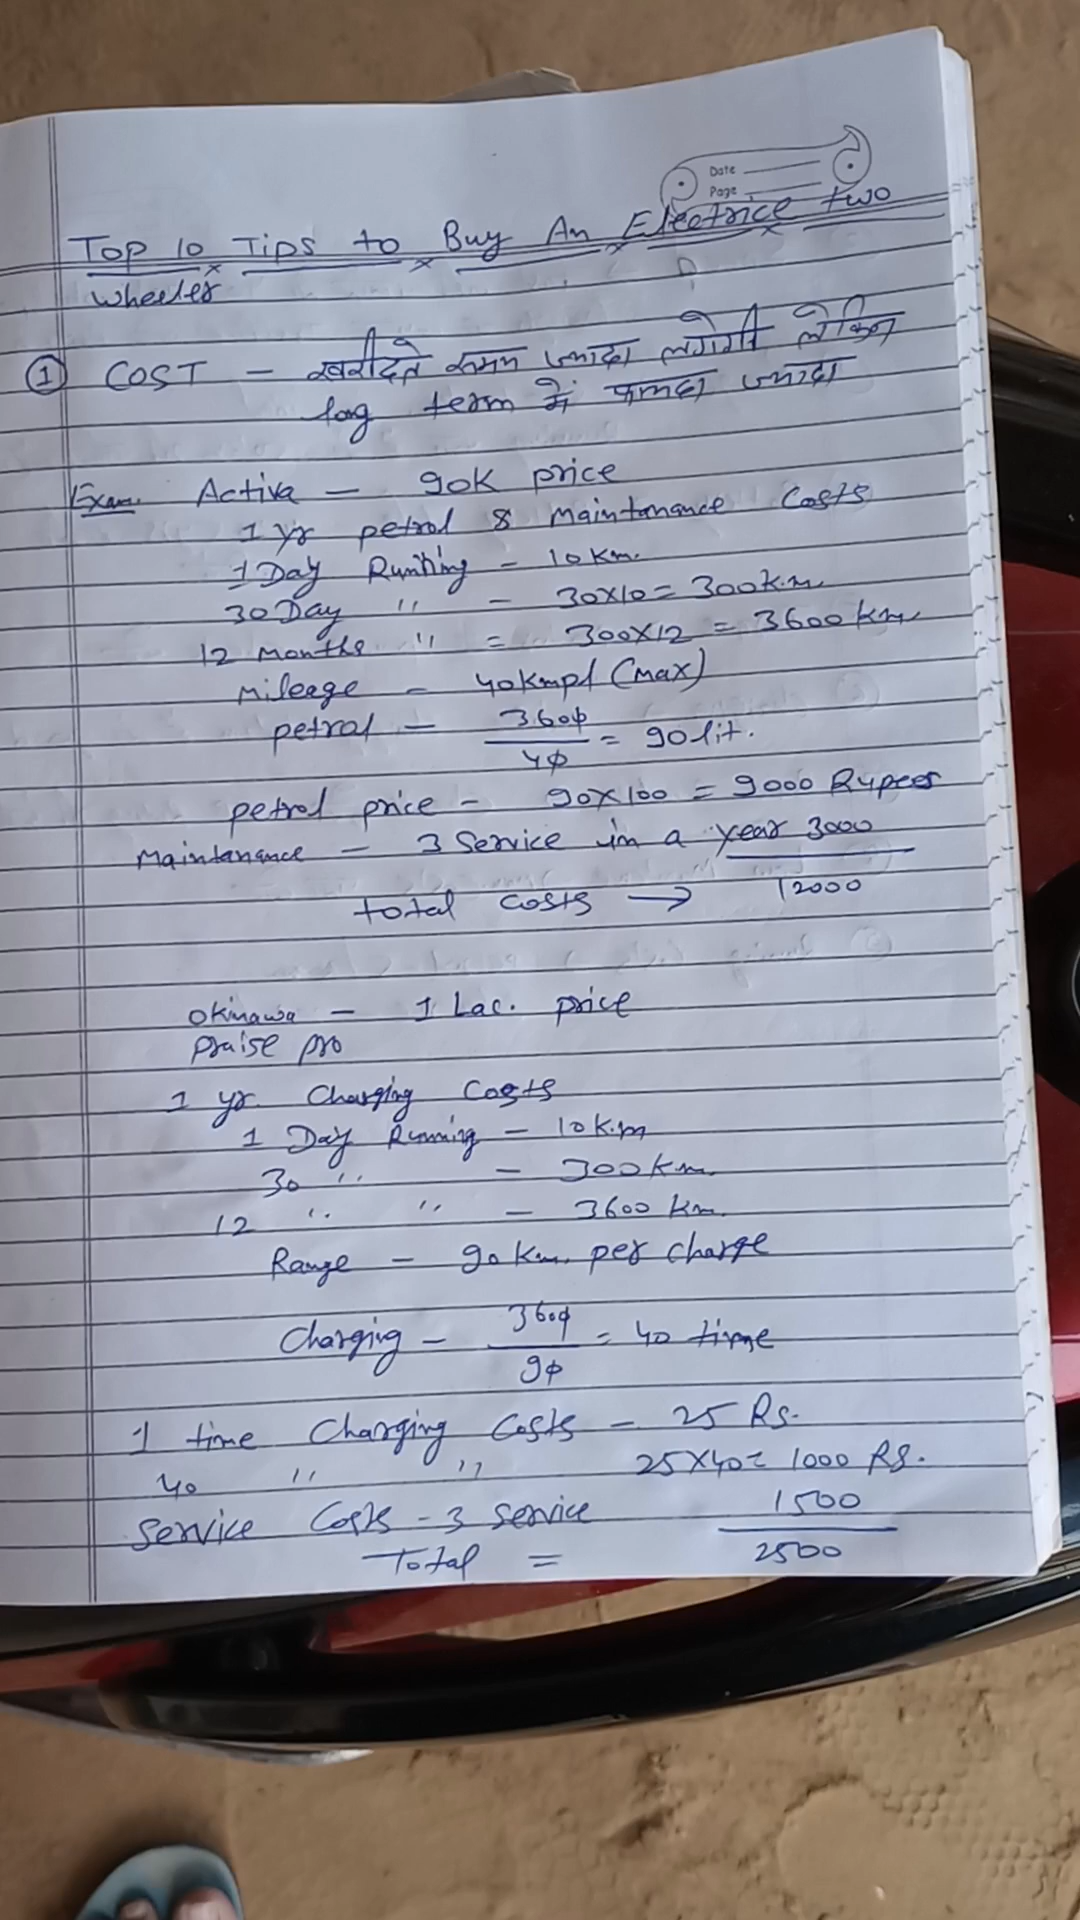 Date
Page
Top 10 Tips to Buy An Electrice two
wheeler
① COST - खरीदते समय ज्यादा लगेगी लेकिन
long term में फायदा ज्यादा
Exam. Activa - 90K price
1 yr petrol & Maintanance Costs
1 Day Running - 10 Km.
30 Day " - 30x10 = 300 k.m.
12 Months " = 300x12 = 3600 km.
Mileage - 40 kmpl (Max)
petrol - 3600/40 = 90 lit.
petrol price - 90x100 = 9000 Rupees
Maintanance - 3 Service in a year 3000
total costs → 12000
Okinawa - 1 Lac. price
Praise pro
1 yr. Charging Costs
1 Day Running - 10 k.m
30 " - 300 km.
12 " " - 3600 km.
Range - 90 km. per charge
Charging - 3600/90 = 40 time
1 time Charging Costs - 25 Rs.
40 " " 25x40 = 1000 RS.
Service Costs - 3 service 1500
Total = 2500